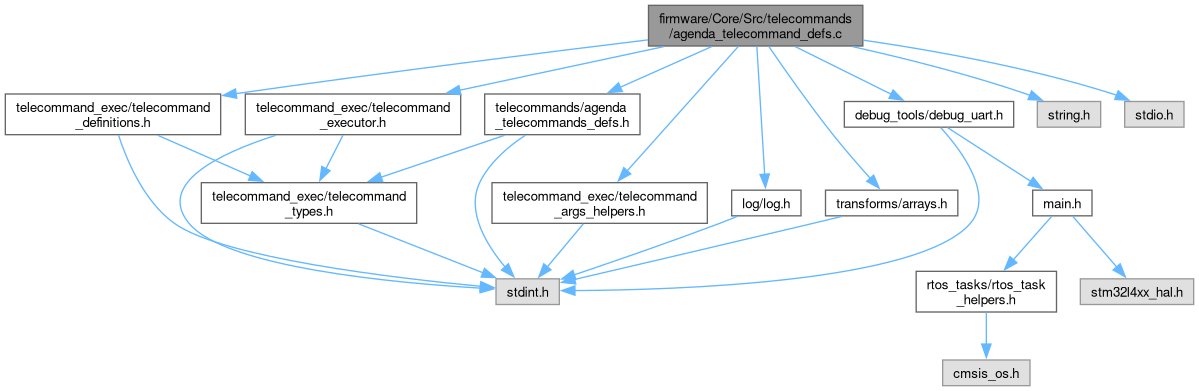 firmware/Core/Src/telecommands
/agenda_telecommand_defs.c
telecommand_exec/telecommand
_definitions.h
telecommand_exec/telecommand
_executor.h
telecommands/agenda
_telecommands_defs.h
debug_tools/debug_uart.h
string.h
stdio.h
telecommand_exec/telecommand
_types.h
telecommand_exec/telecommand
_args_helpers.h
log/log.h
transforms/arrays.h
main.h
stdint.h
rtos_tasks/rtos_task
_helpers.h
stm32l4xx_hal.h
cmsis_os.h